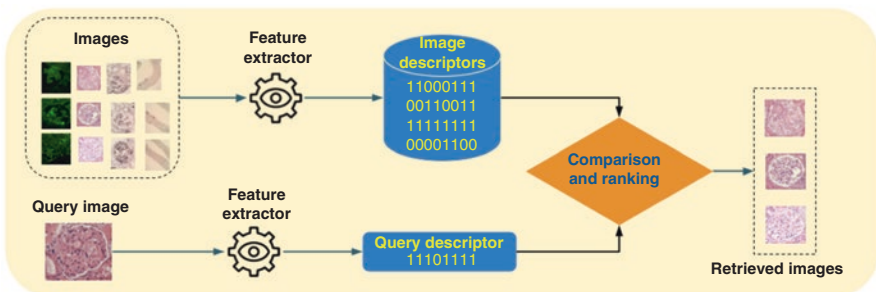 Images
Feature
extractor
Image
descriptors
11000111
00110011
11111111
00001100
Comparison
and ranking
Query image
Feature
extractor
Query descriptor
11101111
Retrieved images